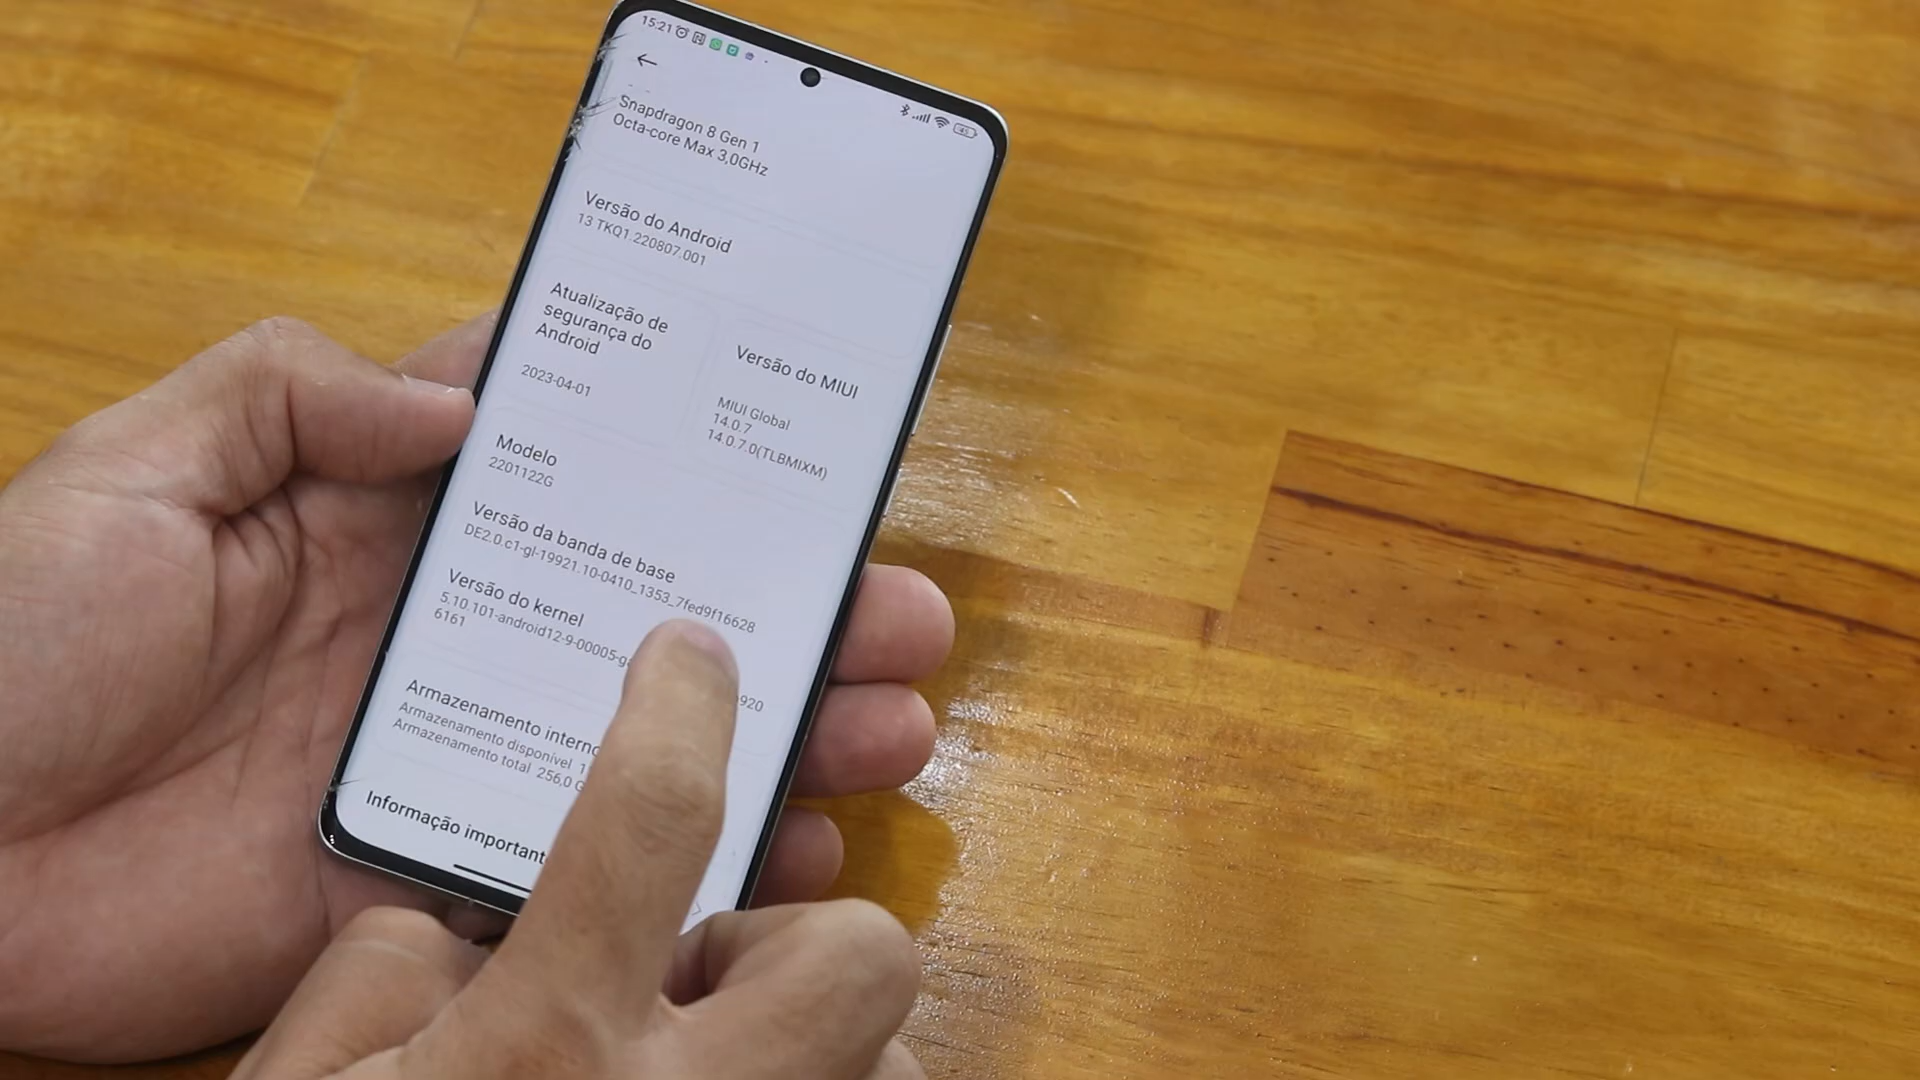 15:21
Snapdragon 8 Gen 1
Octa-core Max 3,0GHz
Versão do Android
13 TKQ1.220807.001
Atualização de
segurança do
Android
2023-04-01
Versão do MIUI
MIUI Global
14.0.7
14.0.7.0(TLBMIXM)
Modelo
2201122G
Versão da banda de base
DE2.0.c1-gl-19921.10-0410_1353_7fed9f16628
Versão do kernel
5.10.101-android12-9-00005-g
920
6161
Armazenamento interno
Armazenamento disponível 1
Armazenamento total 256,0 G
Informação important